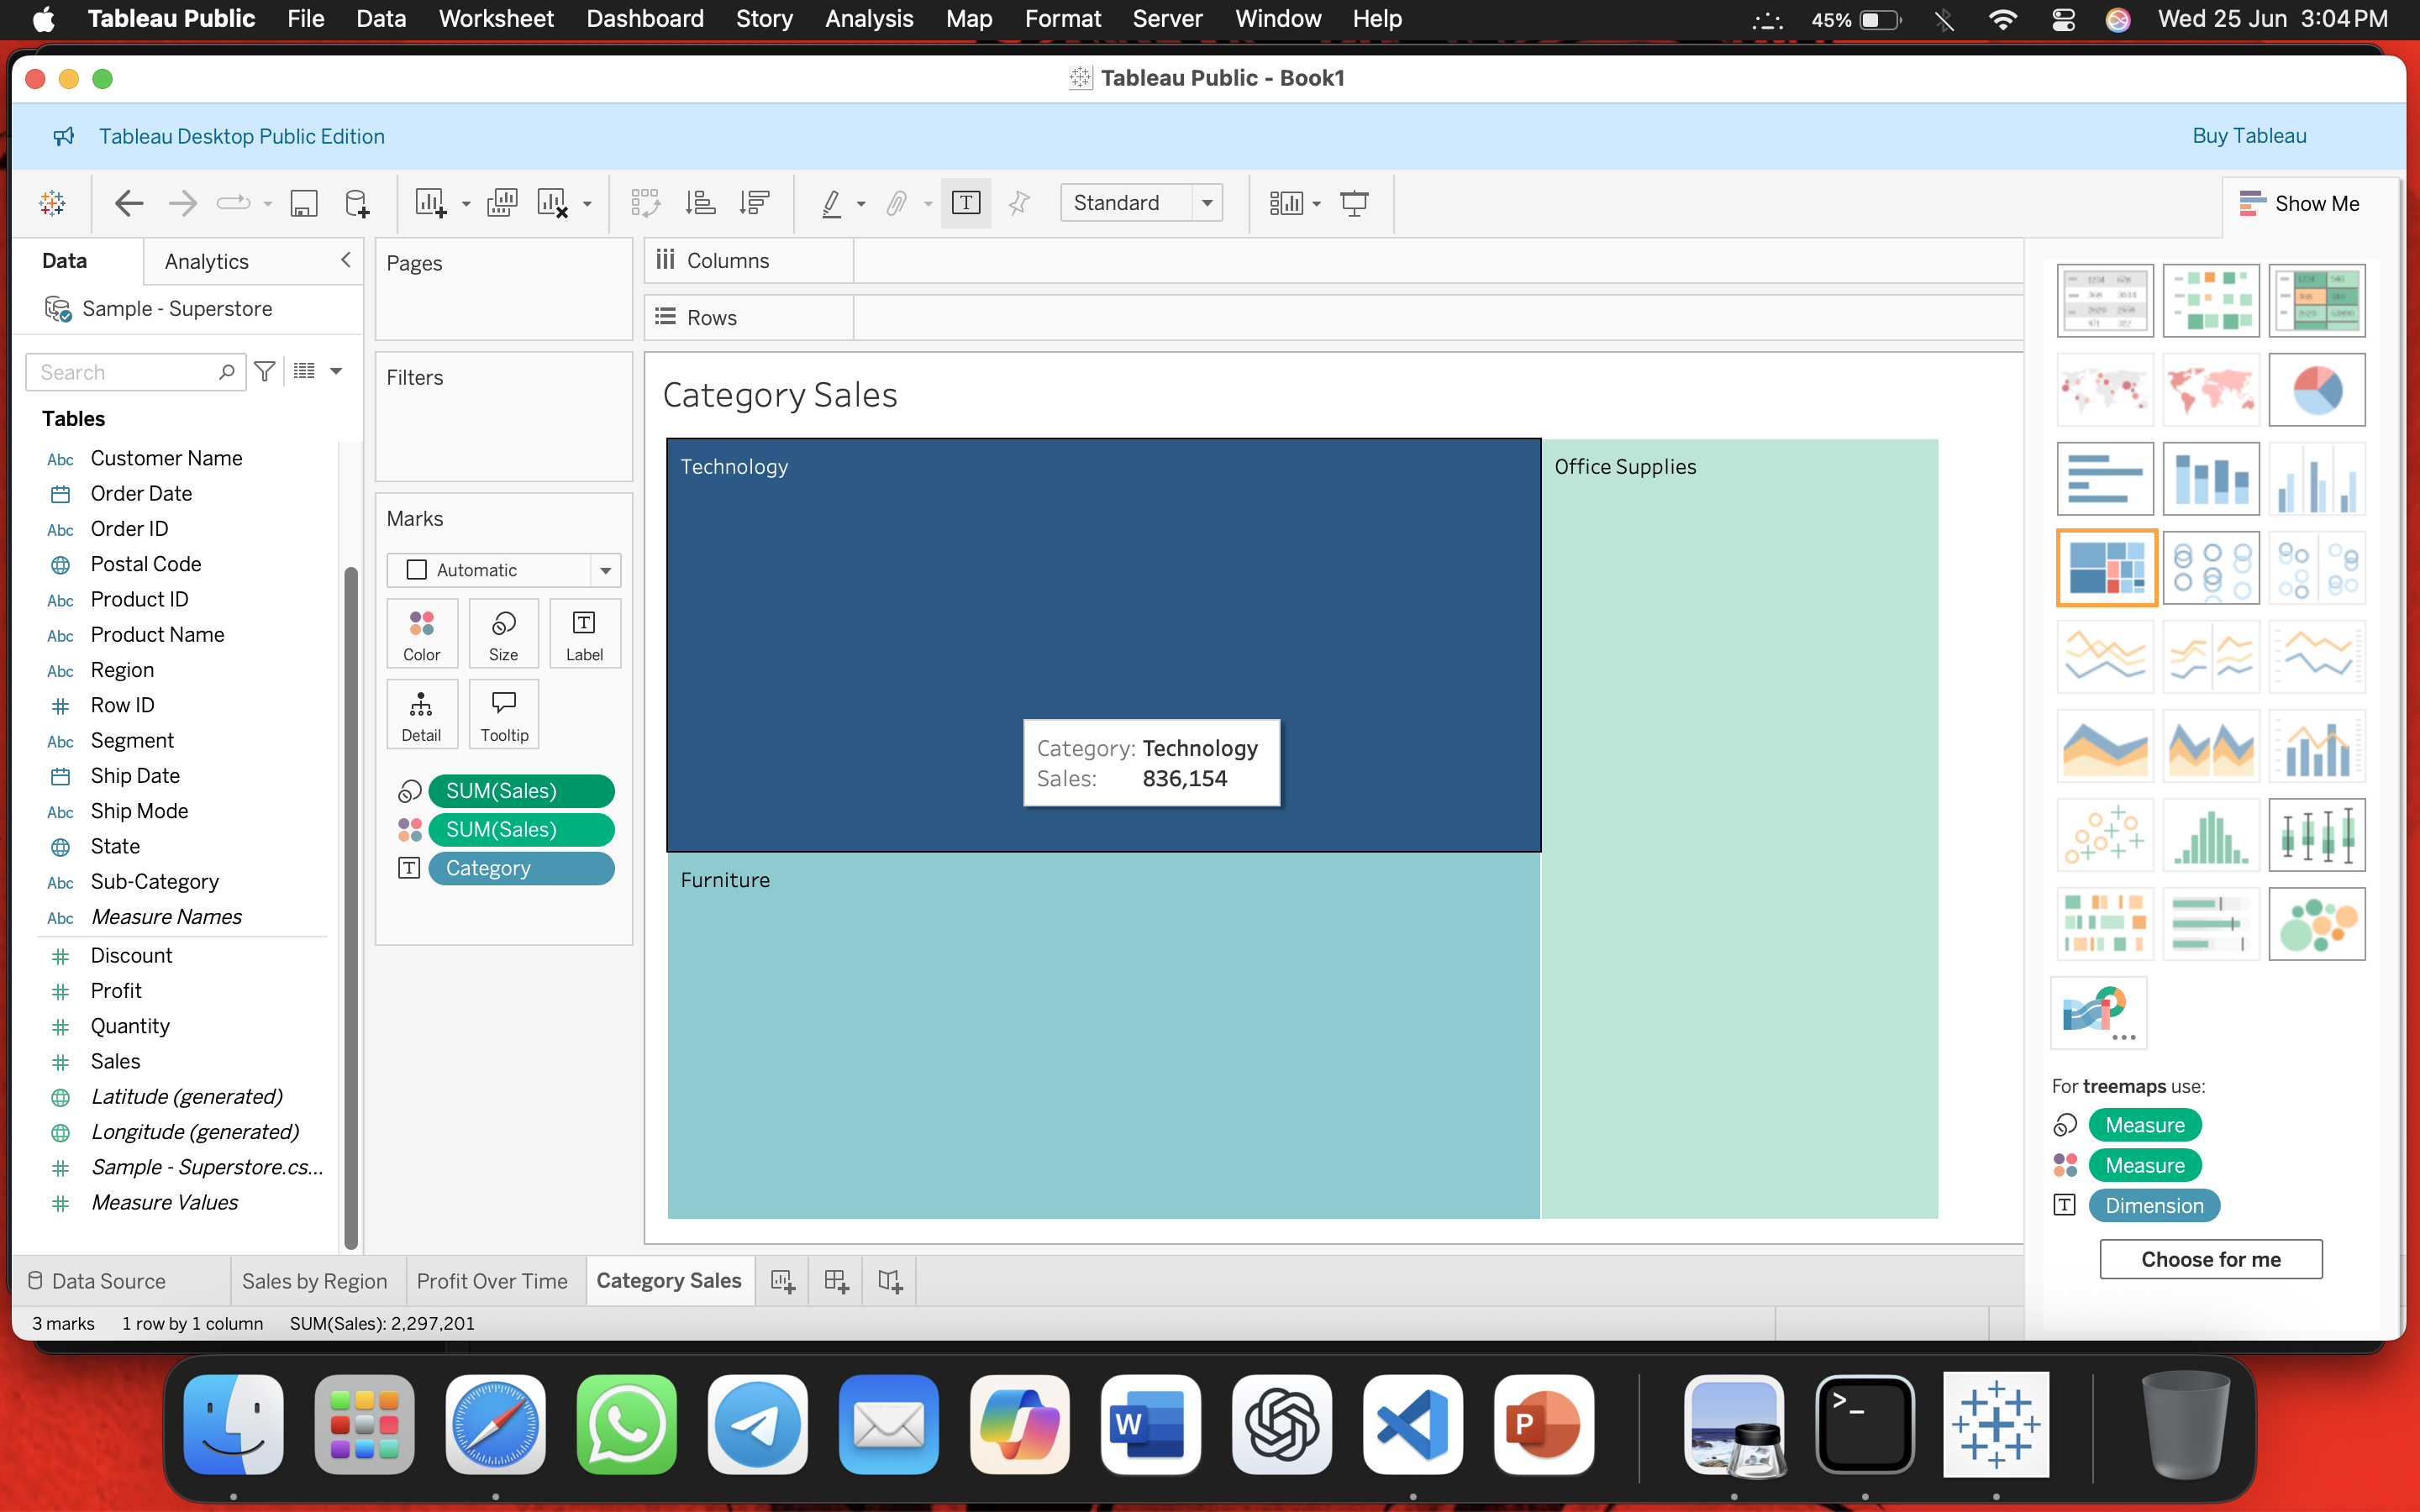 Tableau Public File Data Worksheet Dashboard Story Analysis Map Format Server Window Help 45% Wed 25 Jun 3:04 PM
Tableau Public - Book1
Tableau Desktop Public Edition Buy Tableau
T Standard Show Me
Data Analytics
Sample - Superstore
Search
Tables
Abc Customer Name
Order Date
Abc Order ID
Postal Code
Abc Product ID
Abc Product Name
Abc Region
# Row ID
Abc Segment
Ship Date
Abc Ship Mode
State
Abc Sub-Category
Abc Measure Names
# Discount
# Profit
# Quantity
# Sales
Latitude (generated)
Longitude (generated)
# Sample - Superstore.cs...
# Measure Values
Pages
Filters
Marks
Automatic
Color Size T Label
Detail Tooltip
SUM(Sales)
SUM(Sales)
T Category
Columns
Rows
Category Sales
Technology
Office Supplies
Category: Technology
Sales: 836,154
Furniture
For treemaps use:
Measure
Measure
T Dimension
Choose for me
Data Source Sales by Region Profit Over Time Category Sales
3 marks 1 row by 1 column SUM(Sales): 2,297,201
W P >_